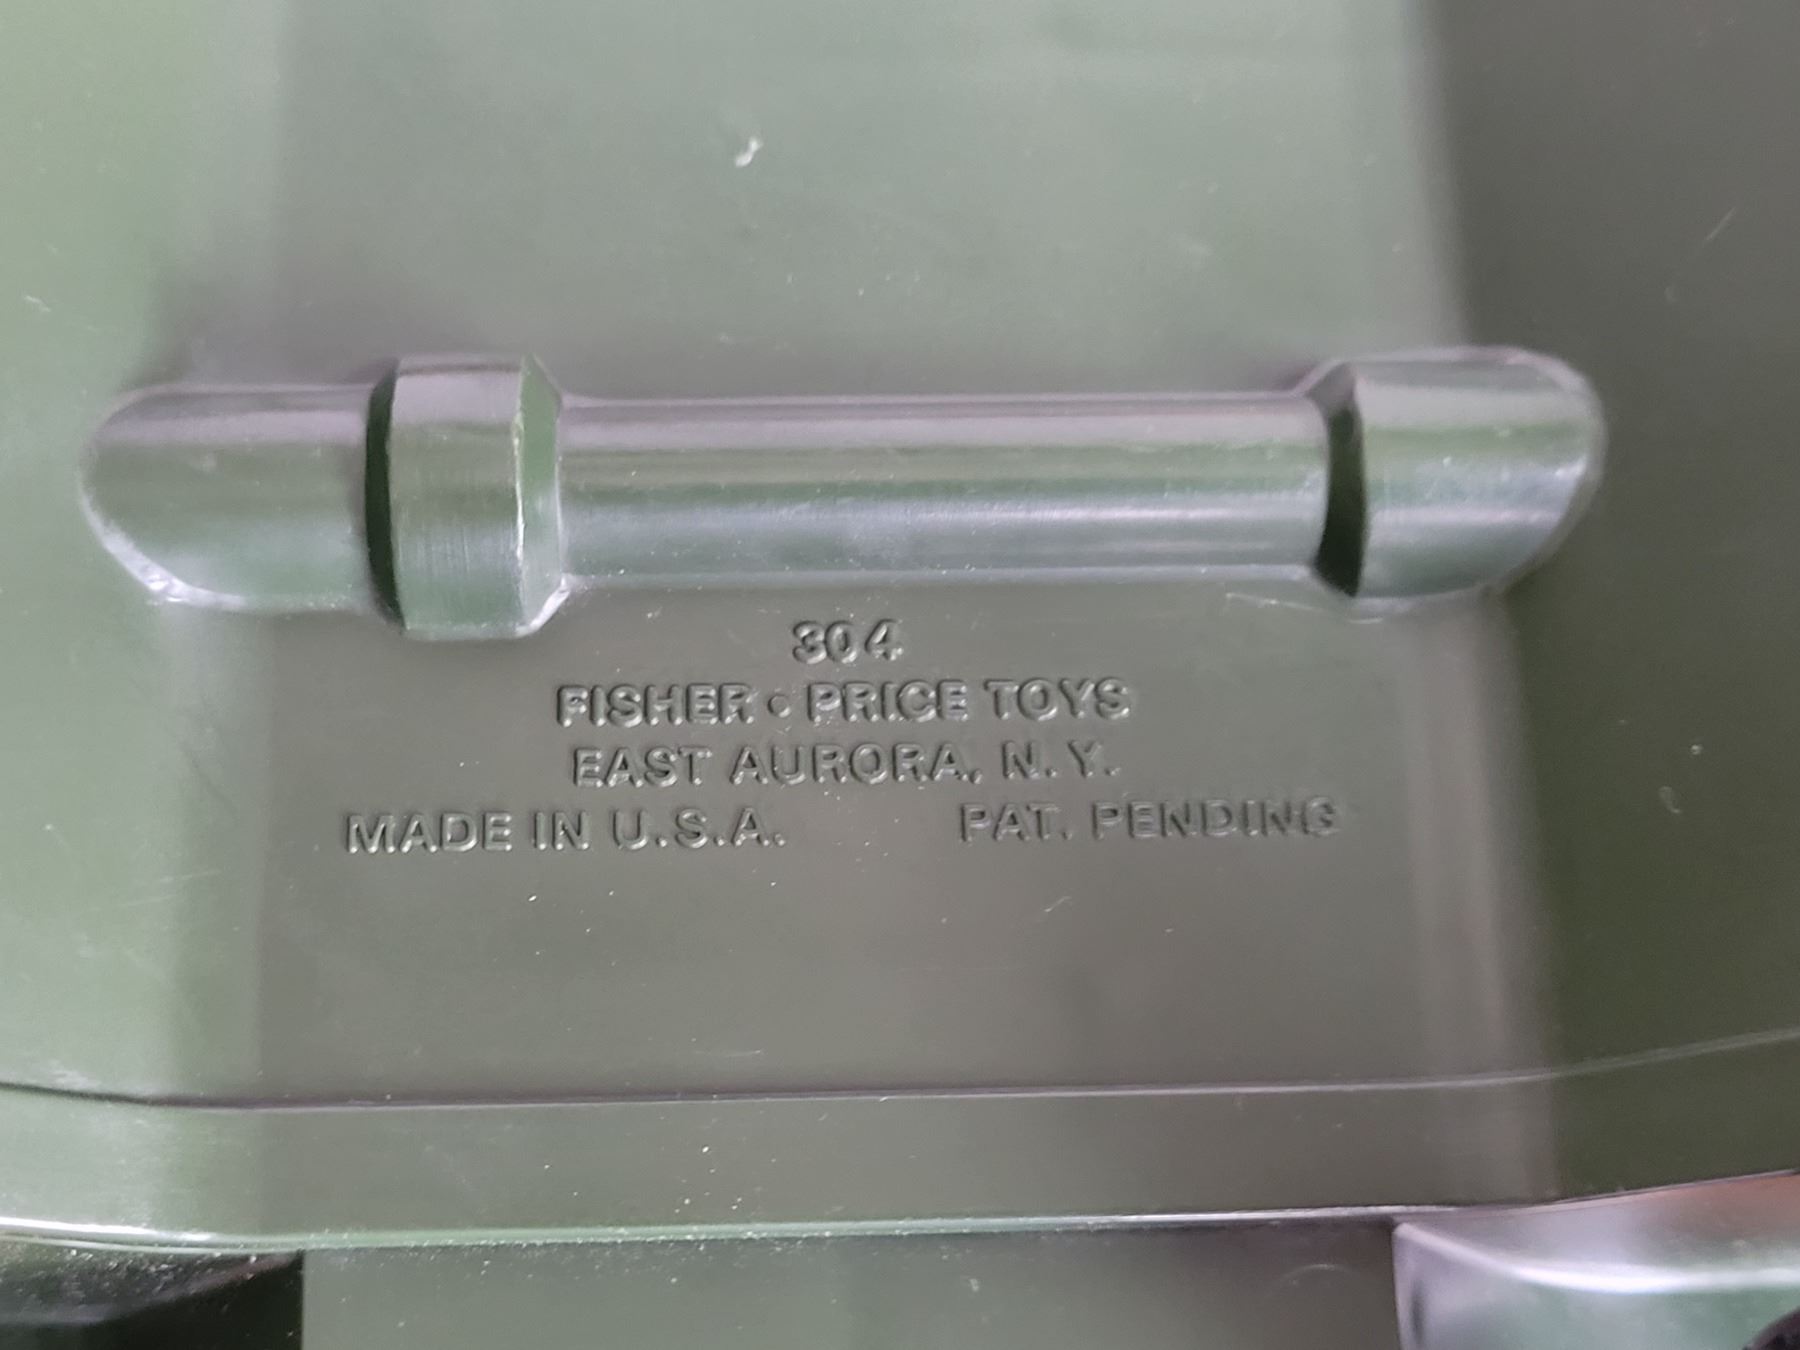 304
FISHER • PRICE TOYS
EAST AURORA, N.Y.
MADE IN U.S.A. PAT. PENDING